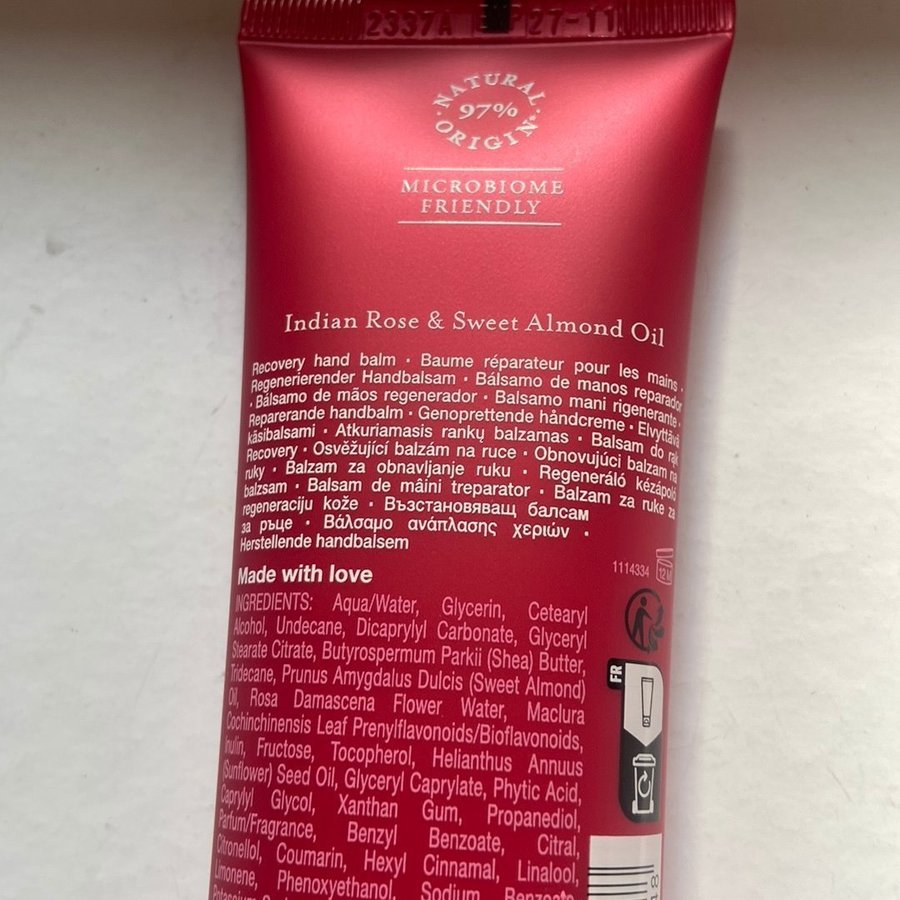 2337A E 27-11
NATURAL
97%
ORIGIN
MICROBIOME
FRIENDLY
Indian Rose & Sweet Almond Oil
Recovery hand balm · Baume réparateur pour les mains ·
Regenerierender Handbalsam · Bálsamo de manos reparador
· Bálsamo de mãos regenerador · Balsamo mani rigenerante ·
Reparerande handbalm · Genoprettende håndcreme · Elvyttävä
käsibalsami · Atkuriamasis rankų balzamas · Balsam do rąk
Recovery · Osvěžující balzám na ruce · Obnovujúci balzam na
ruky · Balzam za obnavljanje ruku · Regeneráló kézápoló
balzsam · Balsam de mâini treparator · Balzam za ruke za
regeneraciju kože · Възстановяващ балсам
за ръце · Βάλσαμο ανάπλασης χεριών ·
Herstellende handbalsem
Made with love
1114334
12M
INGREDIENTS: Aqua/Water, Glycerin, Cetearyl
Alcohol, Undecane, Dicaprylyl Carbonate, Glyceryl
Stearate Citrate, Butyrospermum Parkii (Shea) Butter,
Tridecane, Prunus Amygdalus Dulcis (Sweet Almond)
Oil, Rosa Damascena Flower Water, Maclura
Cochinchinensis Leaf Prenylflavonoids/Bioflavonoids,
Inulin, Fructose, Tocopherol, Helianthus Annuus
(Sunflower) Seed Oil, Glyceryl Caprylate, Phytic Acid,
Caprylyl Glycol, Xanthan Gum, Propanediol,
Parfum/Fragrance, Benzyl Benzoate, Citral,
Citronellol, Coumarin, Hexyl Cinnamal, Linalool,
Limonene, Phenoxyethanol, Sodium Benzoate,
FR